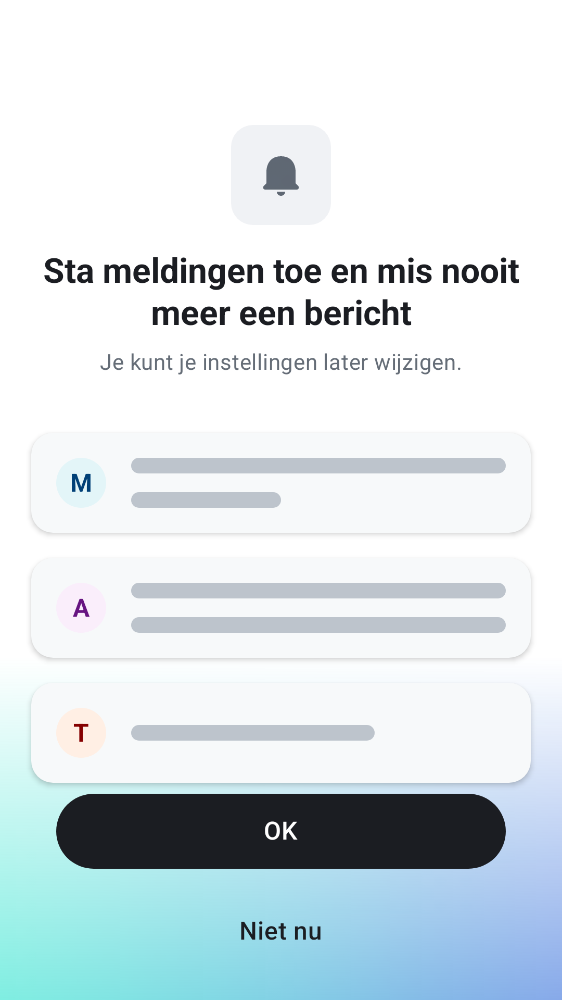 Sta meldingen toe en mis nooit
meer een bericht
Je kunt je instellingen later wijzigen.
M
A
T
OK
Niet nu